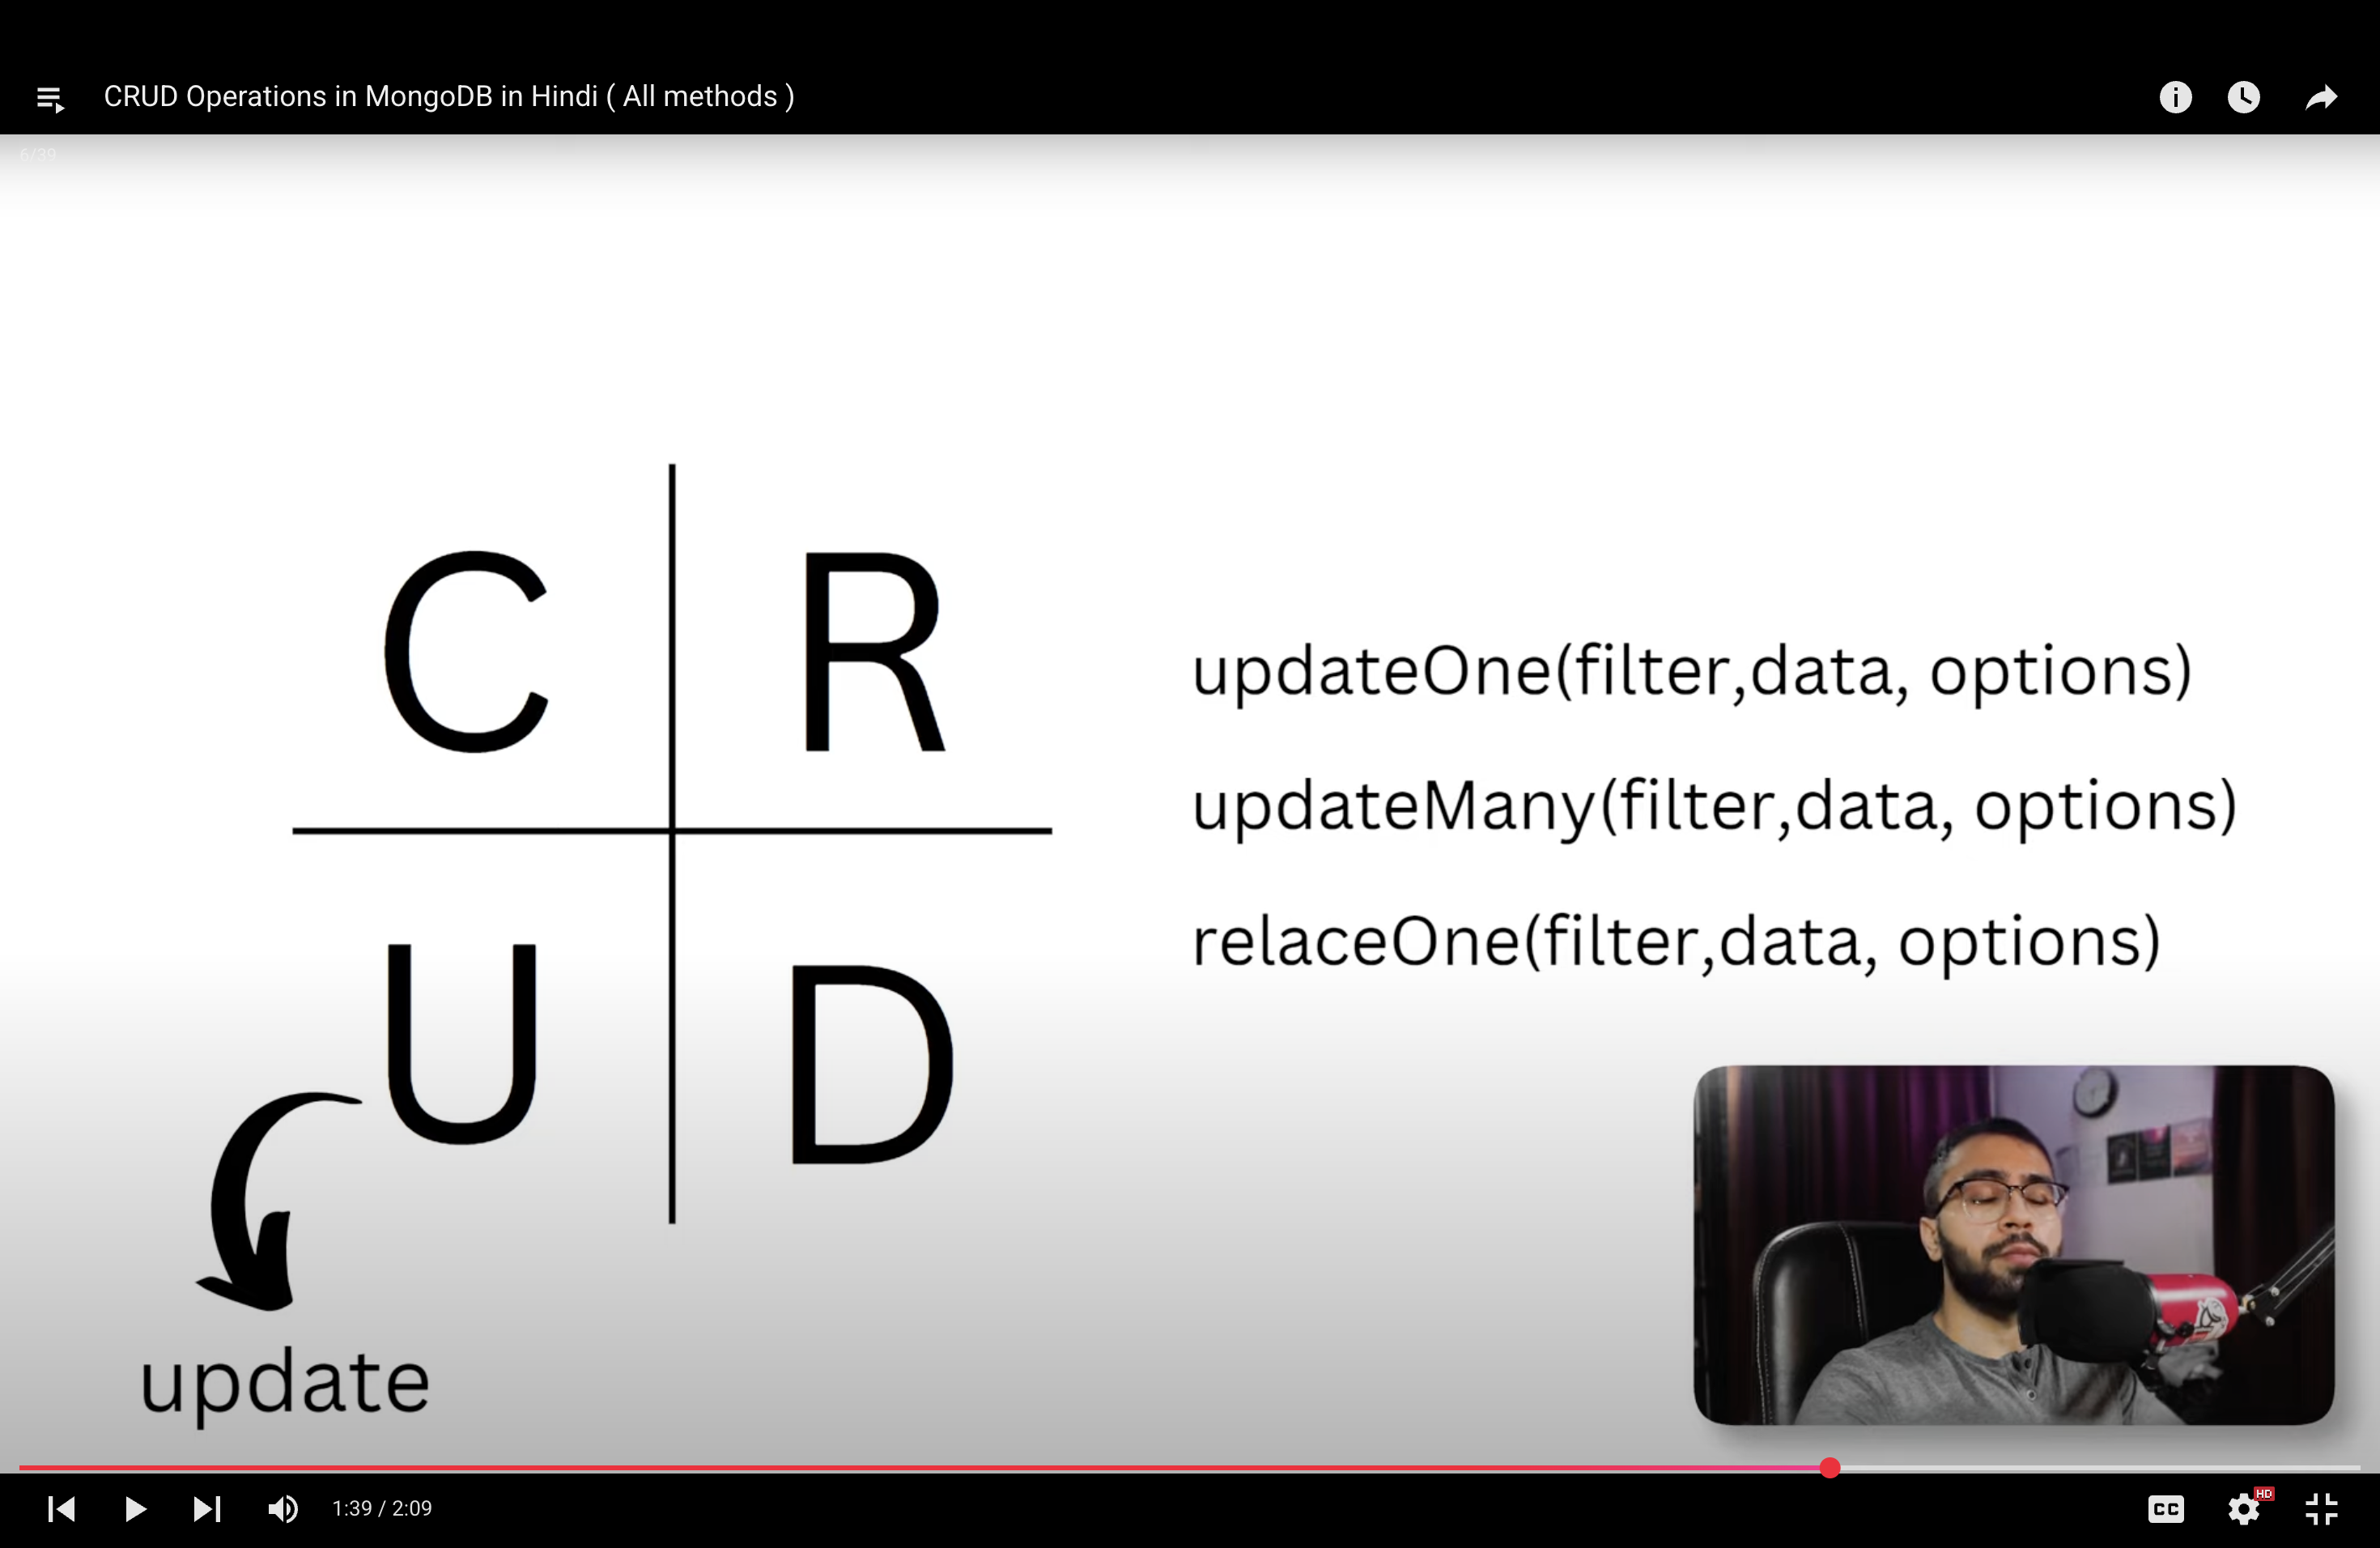 CRUD Operations in MongoDB in Hindi ( All methods )
6/39
C R
updateOne(filter,data, options)
updateMany(filter,data, options)
relaceOne(filter,data, options)
U D
update
1:39 / 2:09
CC
HD